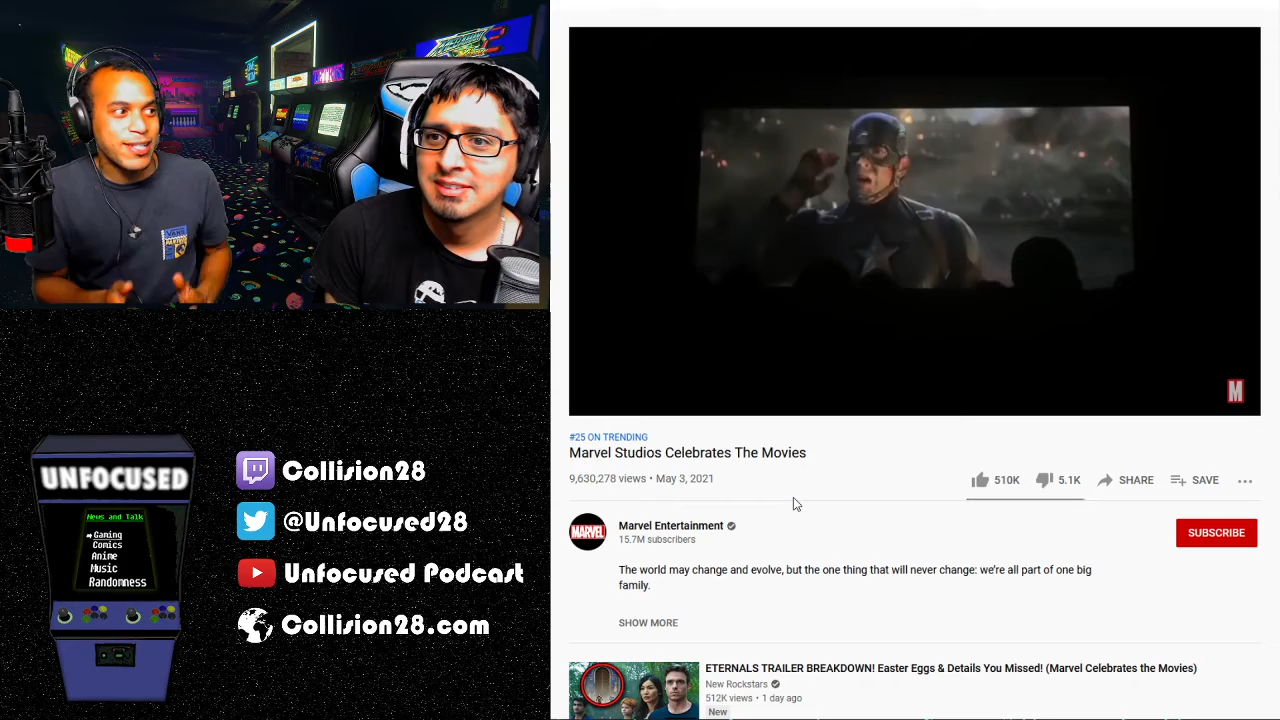 TETRIS
VANS
UNFOCUSED
News and Talk
Gaming
Comics
Anime
Music
Randomness
Collision28
@Unfocused28
Unfocused Podcast
Collision28.com
M
#25 ON TRENDING
Marvel Studios Celebrates The Movies
9,630,278 views • May 3, 2021
510K
5.1K
SHARE
SAVE
MARVEL
Marvel Entertainment
15.7M subscribers
SUBSCRIBE
The world may change and evolve, but the one thing that will never change: we're all part of one big
family.
SHOW MORE
ETERNALS TRAILER BREAKDOWN! Easter Eggs & Details You Missed! (Marvel Celebrates the Movies)
New Rockstars
512K views • 1 day ago
New